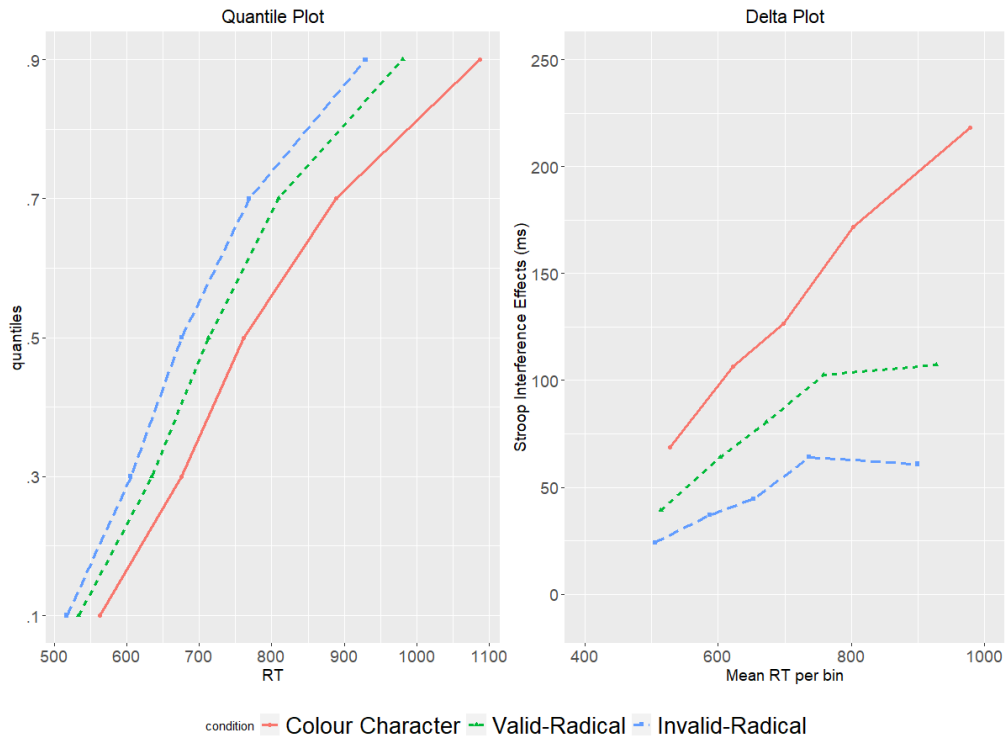 Quantile Plot
.9
.7
.5
.3
.1
quantiles
500 600 700 800 900 1000 1100
RT
Delta Plot
250
200
150
100
50
0
Stroop Interference Effects (ms)
400 600 800 1000
Mean RT per bin
condition Colour Character Valid-Radical Invalid-Radical